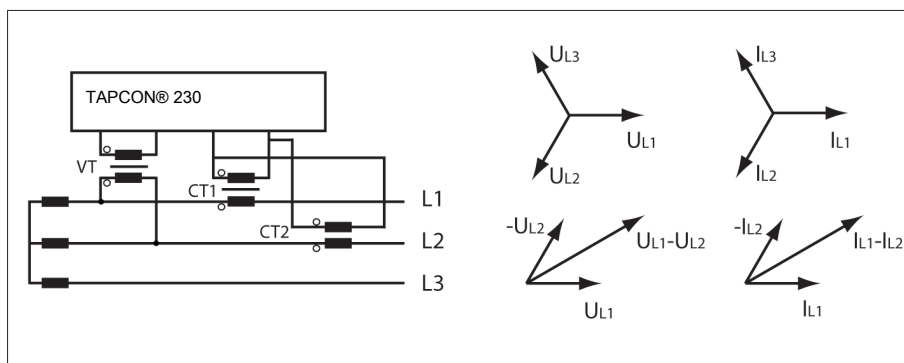 TAPCON® 230
VT
CT1
CT2
L1
L2
L3
UL3
UL1
UL2
IL3
IL1
IL2
-UL2
UL1-UL2
UL1
-IL2
IL1-IL2
IL1